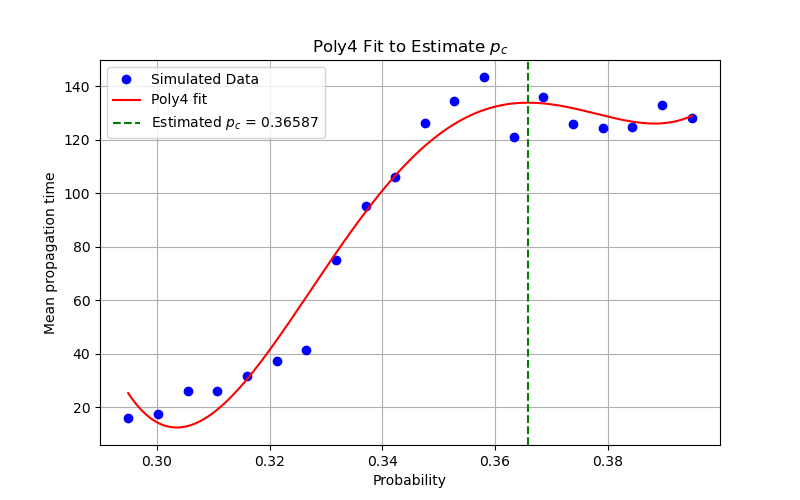 Poly4 Fit to Estimate p_c
Simulated Data
Poly4 fit
Estimated p_c = 0.36587
Mean propagation time
140
120
100
80
60
40
20
0.30 0.32 0.34 0.36 0.38
Probability